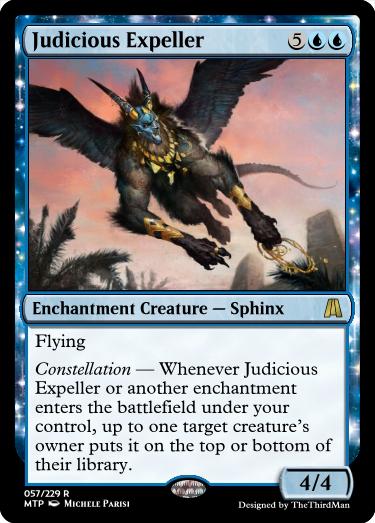 Judicious Expeller 5
Enchantment Creature — Sphinx
Flying
Constellation — Whenever Judicious
Expeller or another enchantment
enters the battlefield under your
control, up to one target creature's
owner puts it on the top or bottom of
their library.
4/4
057/229 R
MTP Michele Parisi
Designed by TheThirdMan